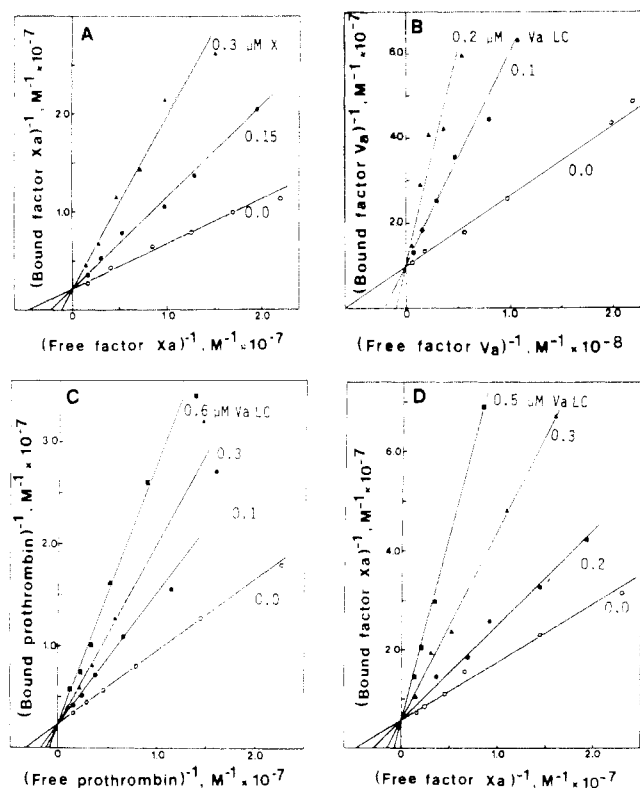 A
0.3 μM X
0.15
0.0
2.0
1.0
0
1.0
2.0
(Bound factor Xa)⁻¹, M⁻¹ × 10⁻⁷
(Free factor Xa)⁻¹, M⁻¹ × 10⁻⁷
B
0.2 μM Va LC
0.1
0.0
6.0
4.0
2.0
0
1.0
2.0
(Bound factor Va)⁻¹, M⁻¹ × 10⁻⁷
(Free factor Va)⁻¹, M⁻¹ × 10⁻⁸
C
0.6 μM Va LC
0.3
0.1
0.0
3.0
2.0
1.0
0
1.0
2.0
(Bound prothrombin)⁻¹, M⁻¹ × 10⁻⁷
(Free prothrombin)⁻¹, M⁻¹ × 10⁻⁷
D
0.5 μM Va LC
0.3
0.2
0.0
6.0
4.0
2.0
0
1.0
2.0
(Bound factor Xa)⁻¹, M⁻¹ × 10⁻⁷
(Free factor Xa)⁻¹, M⁻¹ × 10⁻⁷